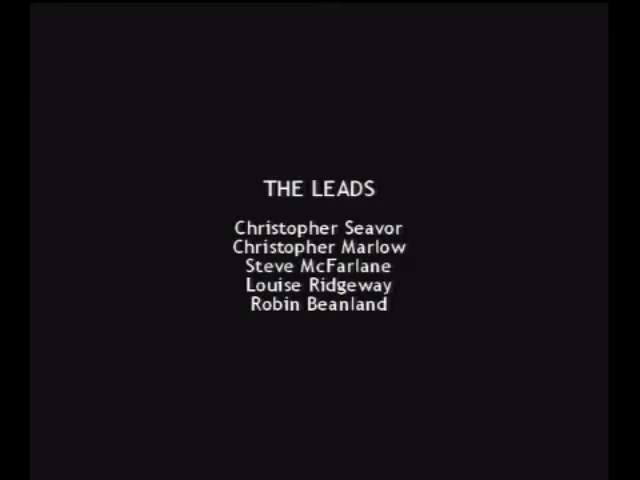 THE LEADS
Christopher Seavor
Christopher Marlow
Steve McFarlane
Louise Ridgeway
Robin Beanland